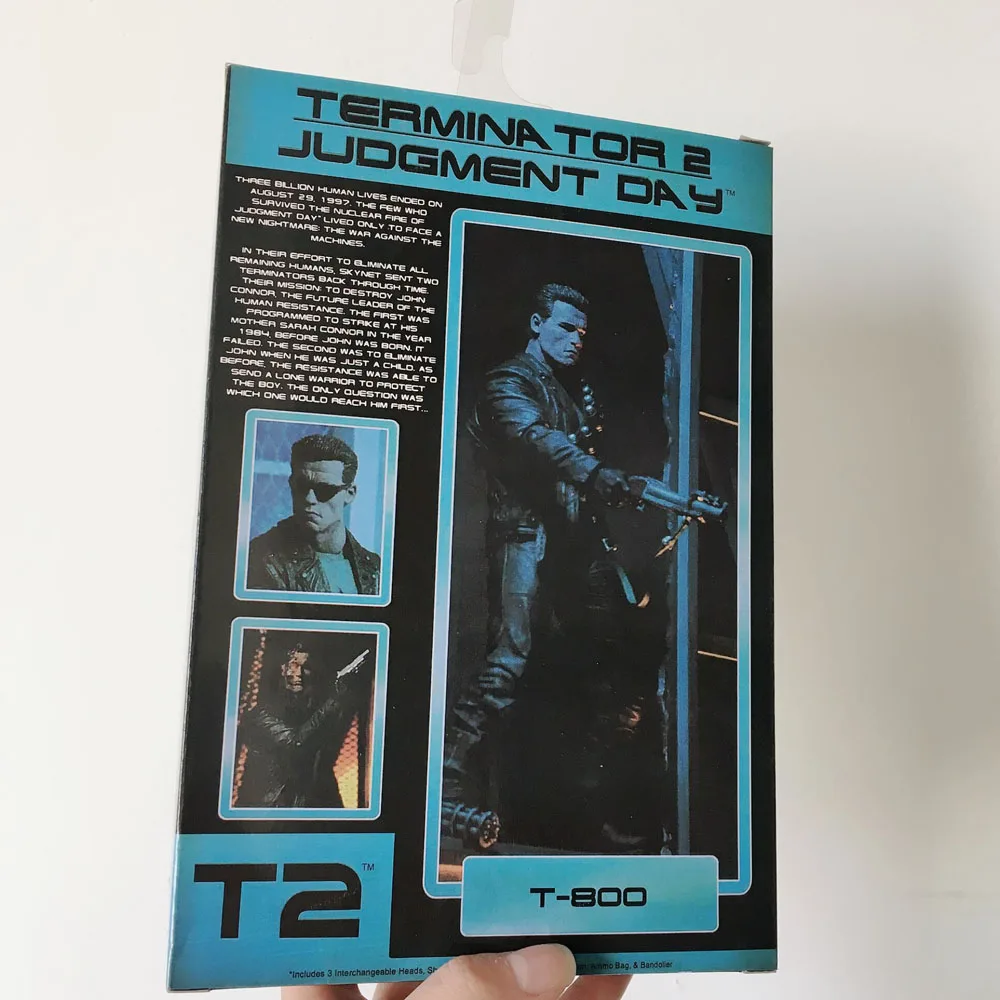 TERMINATOR 2
JUDGMENT DAY™
THREE BILLION HUMAN LIVES ENDED ON
AUGUST 29, 1997. THE FEW WHO
SURVIVED THE NUCLEAR FIRE OF
JUDGMENT DAY" LIVED ONLY TO FACE A
NEW NIGHTMARE: THE WAR AGAINST THE
MACHINES.
IN THEIR EFFORT TO ELIMINATE ALL
REMAINING HUMANS, SKYNET SENT TWO
TERMINATORS BACK THROUGH TIME.
THEIR MISSION: TO DESTROY JOHN
CONNOR, THE FUTURE LEADER OF THE
HUMAN RESISTANCE. THE FIRST WAS
PROGRAMMED TO STRIKE AT HIS
MOTHER SARAH CONNOR IN THE YEAR
1984, BEFORE JOHN WAS BORN. IT
FAILED. THE SECOND WAS TO ELIMINATE
JOHN WHEN HE WAS JUST A CHILD. AS
BEFORE, THE RESISTANCE WAS ABLE TO
SEND A LONE WARRIOR TO PROTECT
THE BOY. THE ONLY QUESTION WAS
WHICH ONE WOULD REACH HIM FIRST...
T2™
T-800
*Includes 3 Interchangeable Heads, Ammo Bag, & Bandolier